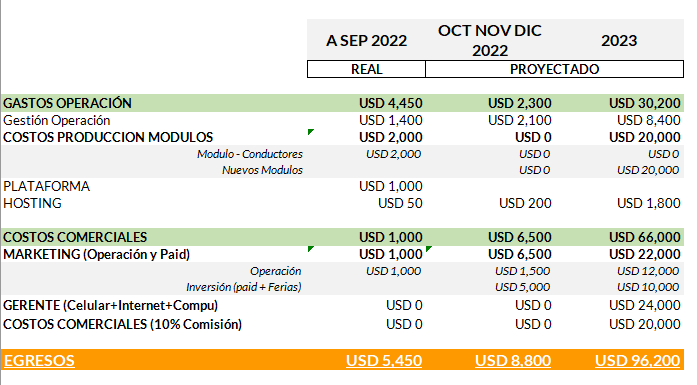 A SEP 2022 OCT NOV DIC 2022 2023
REAL PROYECTADO
GASTOS OPERACIÓN USD 4,450 USD 2,300 USD 30,200
Gestión Operación USD 1,400 USD 2,100 USD 8,400
COSTOS PRODUCCION MODULOS USD 2,000 USD 0 USD 20,000
Modulo - Conductores USD 2,000 USD 0 USD 0
Nuevos Modulos USD 0 USD 20,000
PLATAFORMA USD 1,000
HOSTING USD 50 USD 200 USD 1,800
COSTOS COMERCIALES USD 1,000 USD 6,500 USD 66,000
MARKETING (Operación y Paid) USD 1,000 USD 6,500 USD 22,000
Operación USD 1,000 USD 1,500 USD 12,000
Inversión (paid + Ferias) USD 5,000 USD 10,000
GERENTE (Celular+Internet+Compu) USD 0 USD 0 USD 24,000
COSTOS COMERCIALES (10% Comisión) USD 0 USD 0 USD 20,000
EGRESOS USD 5,450 USD 8,800 USD 96,200